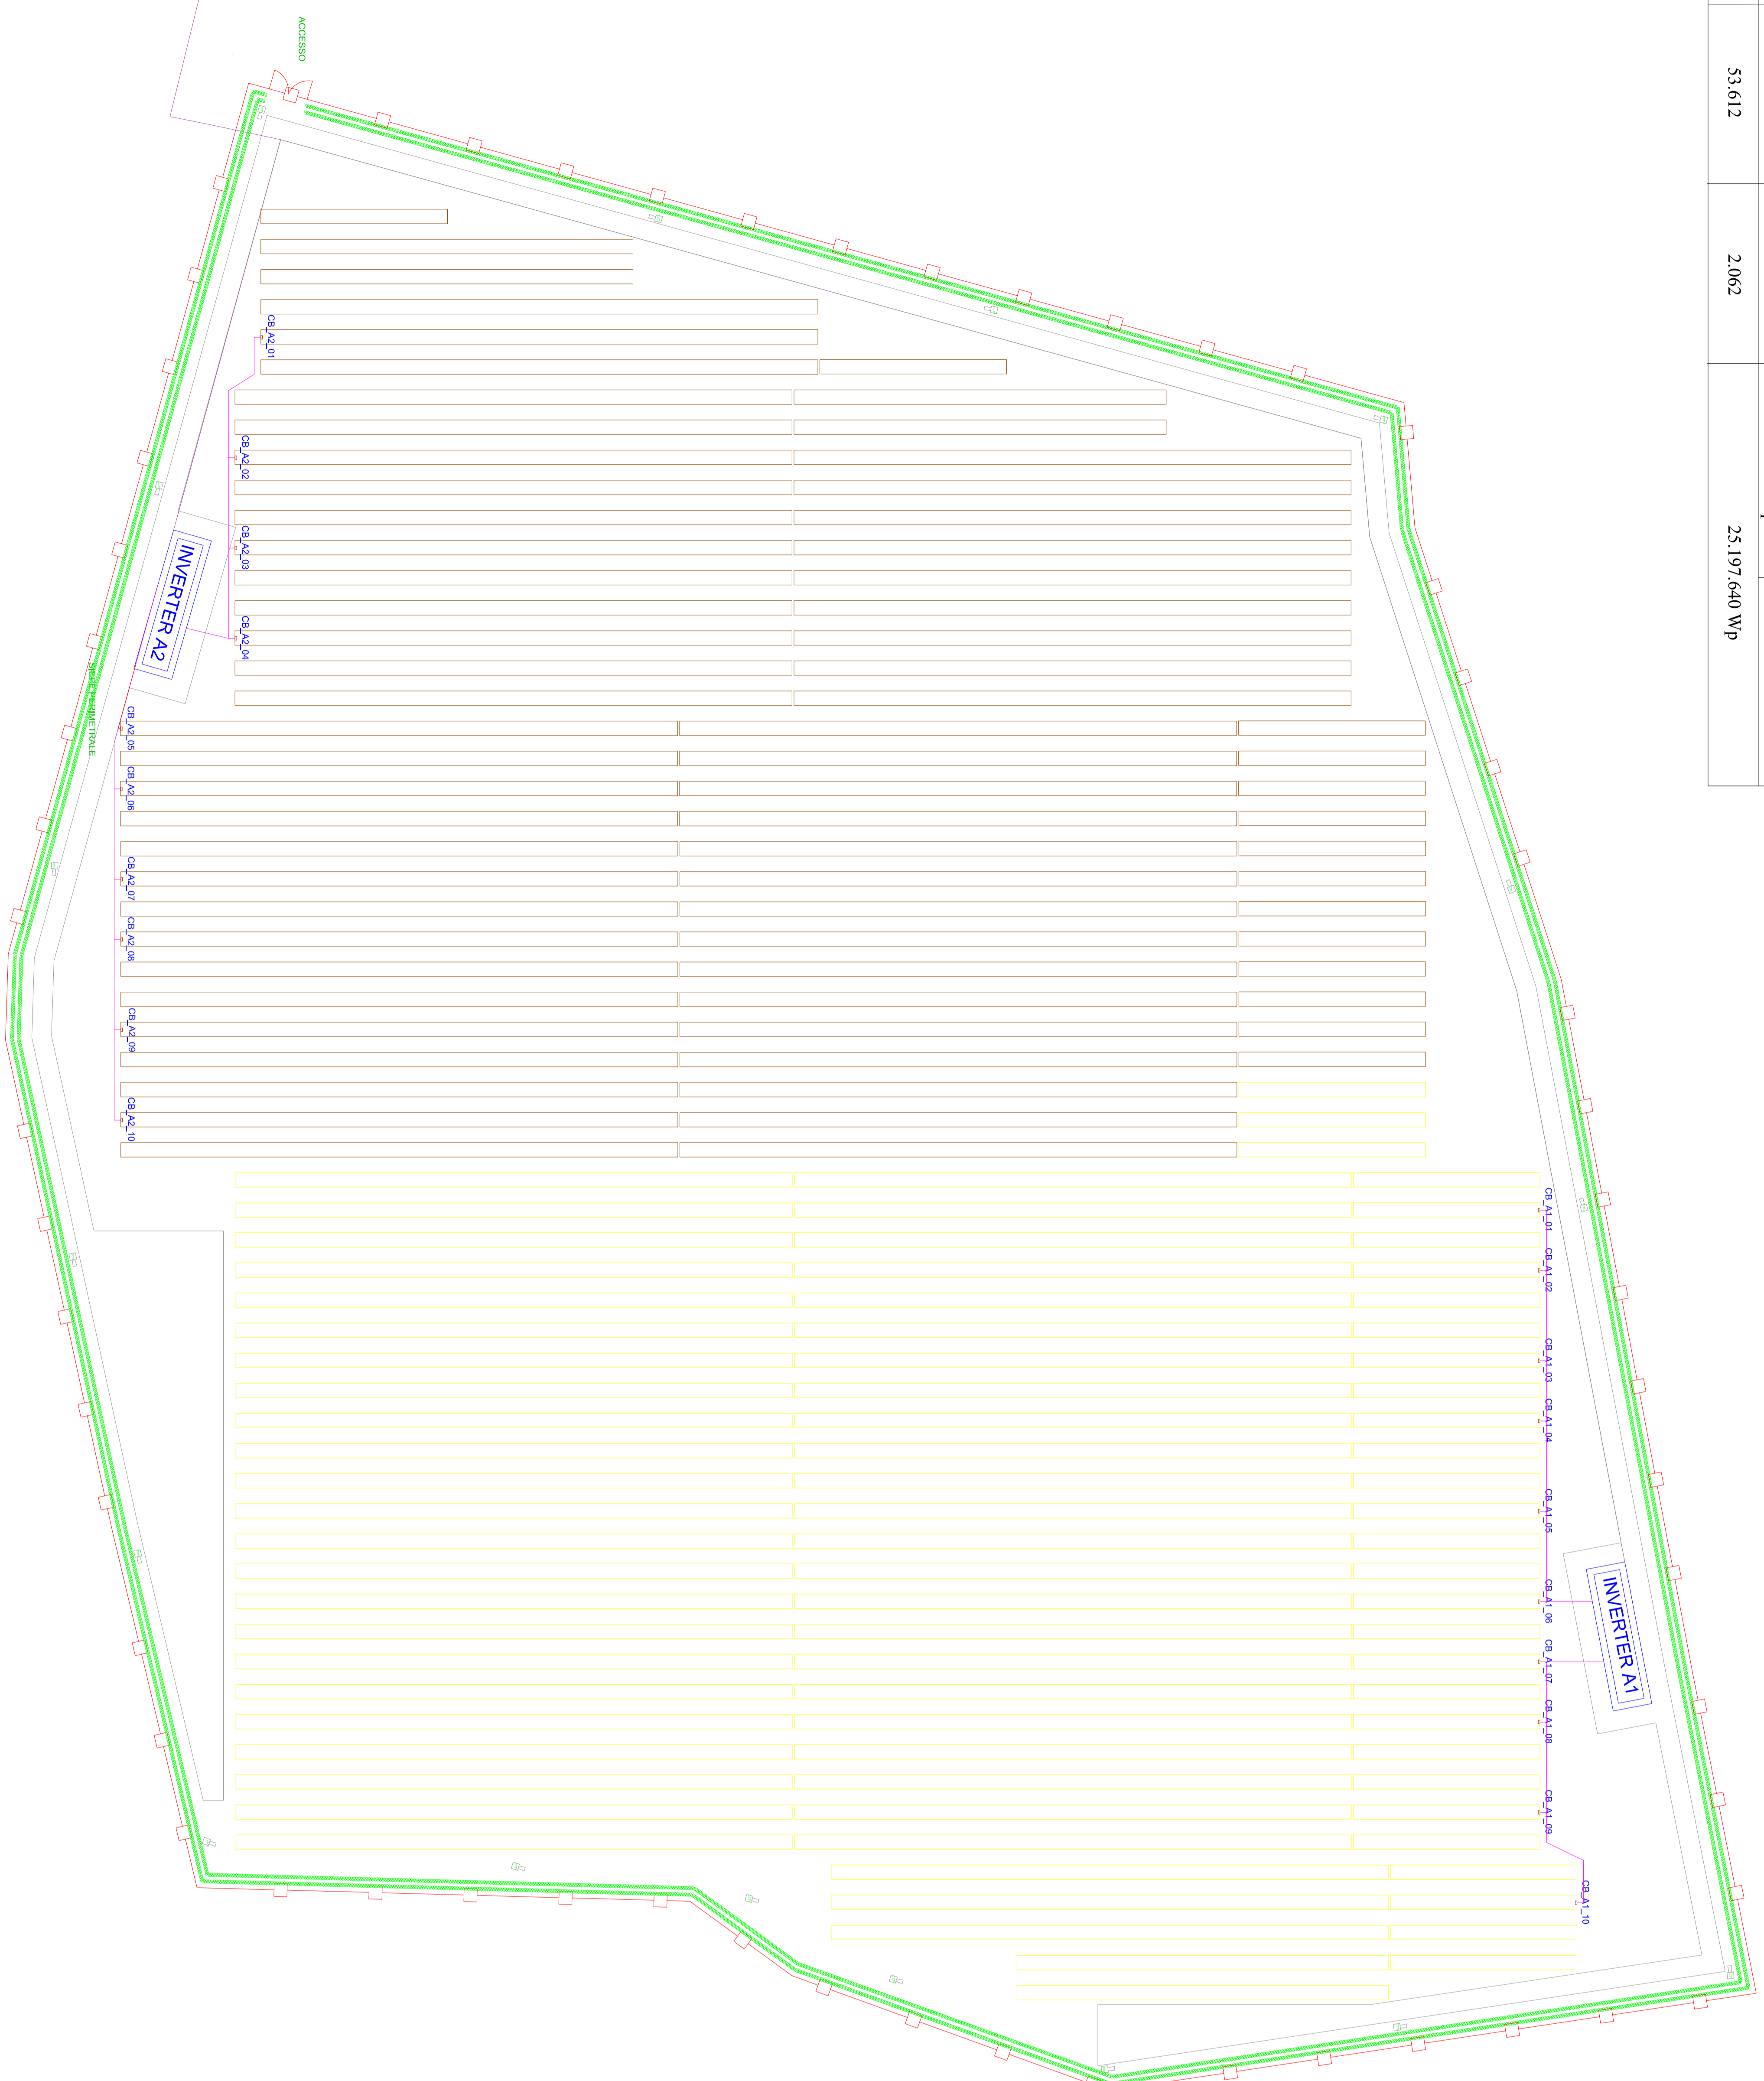 53.612
2.062
25.197.640 Wp
ACCESSO
CB_A2_01
CB_A2_02
CB_A2_03
CB_A2_04
INVERTER A2
SIEPE PERIMETRALE
CB_A2_05
CB_A2_06
CB_A2_07
CB_A2_08
CB_A2_09
CB_A2_10
CB_A1_01
CB_A1_02
CB_A1_03
CB_A1_04
CB_A1_05
CB_A1_06
INVERTER A1
CB_A1_07
CB_A1_08
CB_A1_09
CB_A1_10